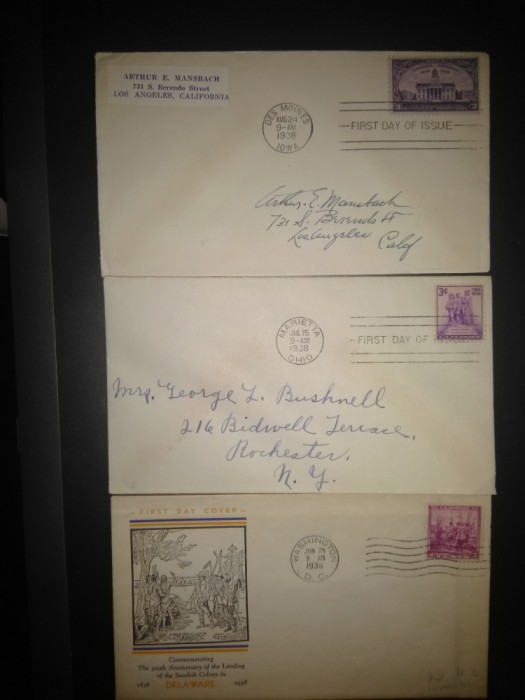 ARTHUR E. MANSBACH
731 S. Berendo Street
LOS ANGELES, CALIFORNIA
DES MOINES
AUG 24
9-AM
1938
IOWA
FIRST DAY OF ISSUE
Arthur E. Mansbach
731 S. Berendo St
Los Angeles
Calif
MARIETTA
JUL 15
9-AM
1938
OHIO
FIRST DAY OF ISSUE
3¢
Mrs. George L. Bushnell
216 Bidwell Terrace,
Rochester,
N. Y.
FIRST DAY COVER
WASHINGTON
JUN 27
9 AM
1938
D. C.
Commemorating
The 300th Anniversary of the Landing
of the Swedish Colony in
1638 DELAWARE 1938